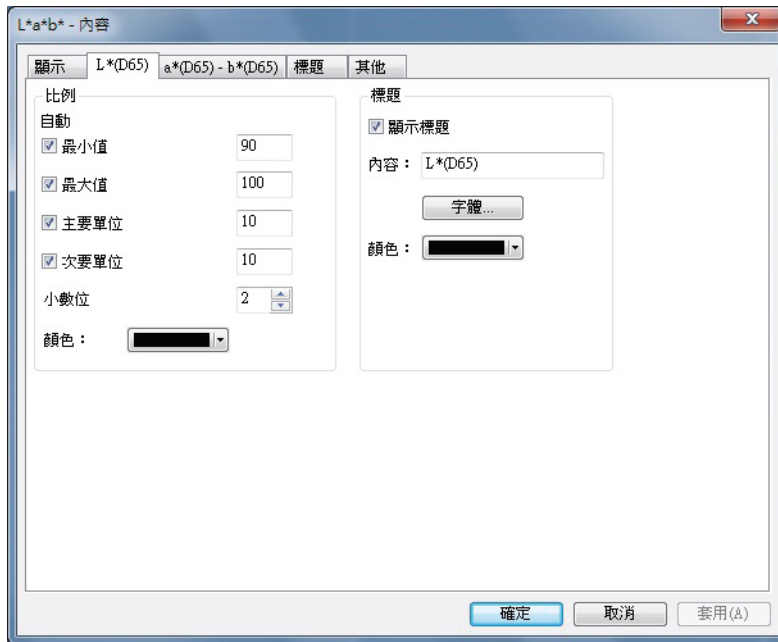 L*a*b* - 內容
顯示 L*(D65) a*(D65) - b*(D65) 標題 其他
比例
自動
最小值 90
最大值 100
主要單位 10
次要單位 10
小數位 2
顏色：
標題
顯示標題
內容： L*(D65)
字體...
顏色：
確定 取消 套用(A)